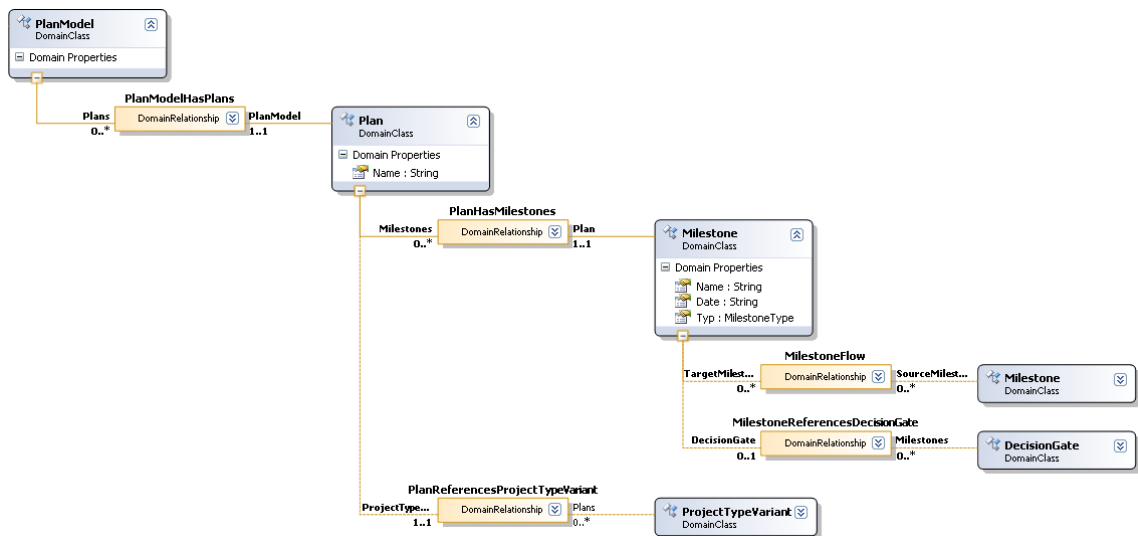 PlanModel
DomainClass
Domain Properties
PlanModelHasPlans
Plans
DomainRelationship
PlanModel
0..*
1..1
Plan
DomainClass
Domain Properties
Name : String
PlanHasMilestones
Milestones
DomainRelationship
Plan
0..*
1..1
Milestone
DomainClass
Domain Properties
Name : String
Date : String
Typ : MilestoneType
MilestoneFlow
TargetMilest...
DomainRelationship
SourceMilest...
0..*
0..*
Milestone
DomainClass
MilestoneReferencesDecisionGate
DecisionGate
DomainRelationship
Milestones
0..1
0..*
DecisionGate
DomainClass
PlanReferencesProjectTypeVariant
ProjectType...
DomainRelationship
Plans
1..1
0..*
ProjectTypeVariant
DomainClass